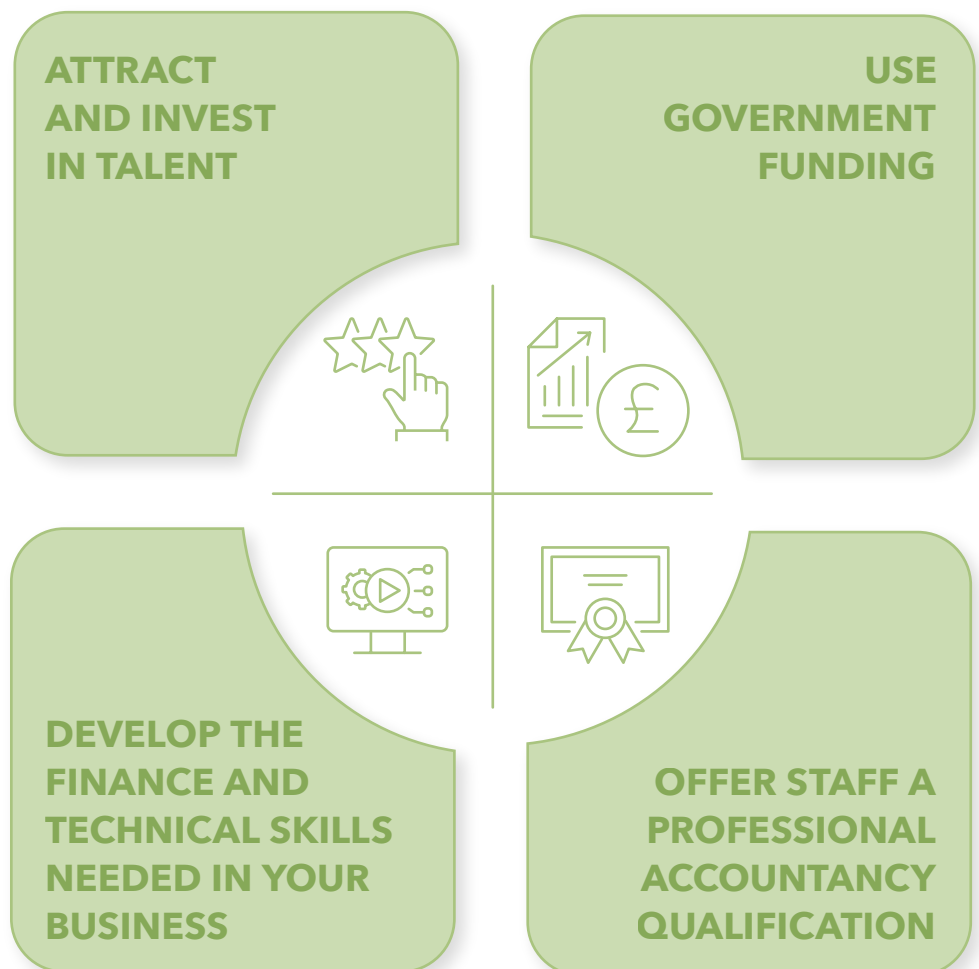 ATTRACT
AND INVEST
IN TALENT
USE
GOVERNMENT
FUNDING
£
DEVELOP THE
FINANCE AND
TECHNICAL SKILLS
NEEDED IN YOUR
BUSINESS
OFFER STAFF A
PROFESSIONAL
ACCOUNTANCY
QUALIFICATION